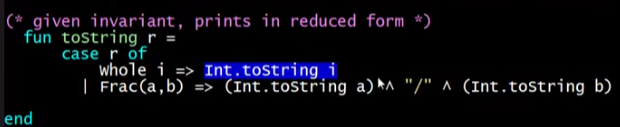 (* given invariant, prints in reduced form *)
fun toString r =
case r of
Whole i => Int.toString i
| Frac(a,b) => (Int.toString a) ^ "/" ^ (Int.toString b)
end